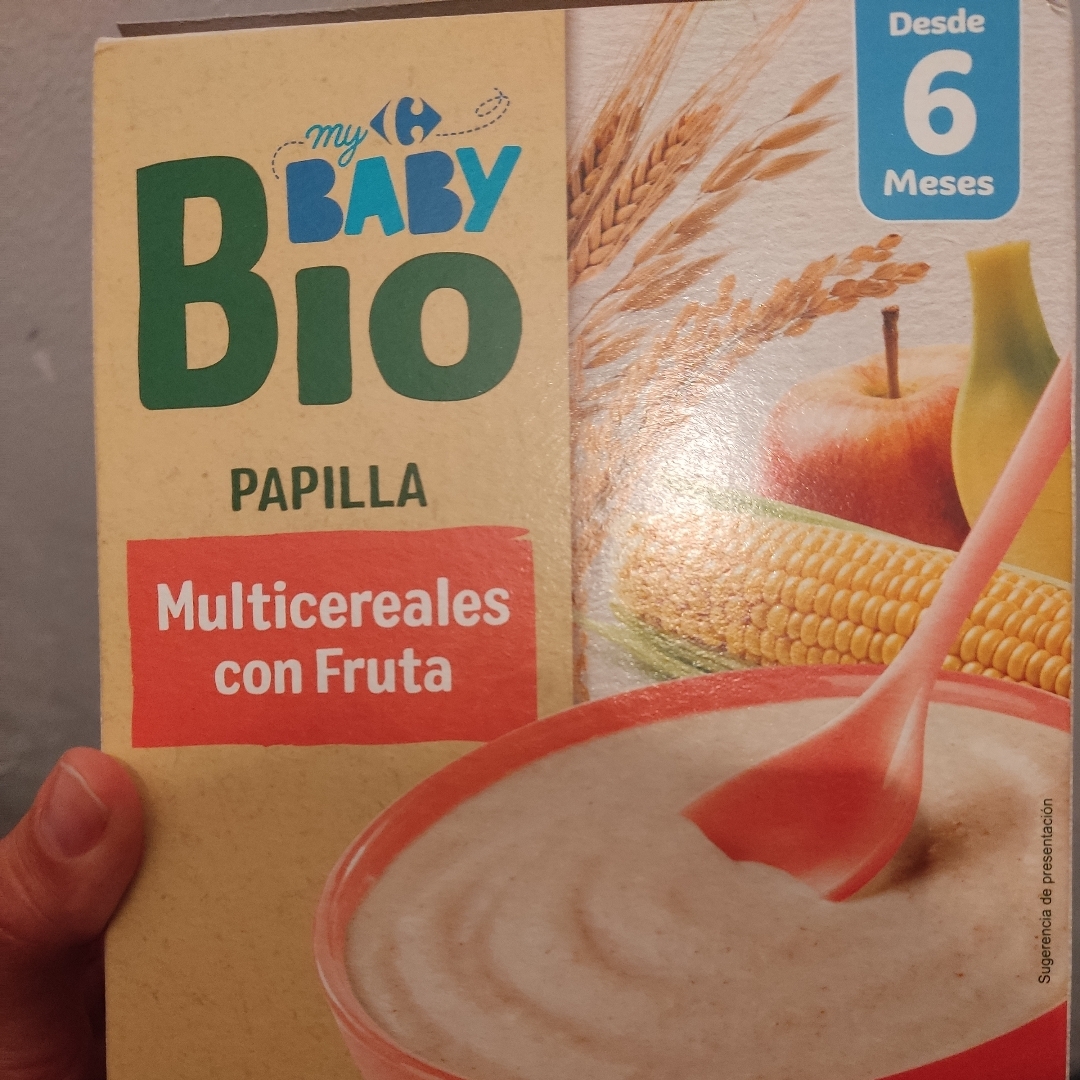 my
BABY
BIO
PAPILLA
Multicereales
con Fruta
Desde
6
Meses
Sugerencia de presentación